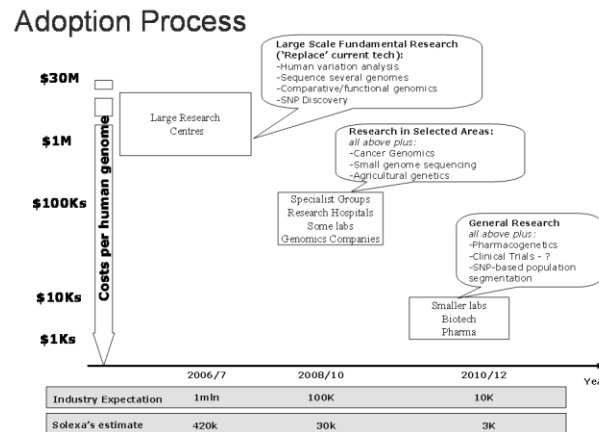 Adoption Process
Large Scale Fundamental Research
('Replace' current tech):
-Human variation analysis
-Sequence several genomes
-Comparative/functional genomics
-SNP Discovery
$30M
Large Research
Centres
$1M
Research in Selected Areas:
all above plus:
-Cancer Genomics
-Small genome sequencing
-Agricultural genetics
$100Ks
Specialist Groups
Research Hospitals
Some labs
Genomics Companies
General Research
all above plus:
-Pharmacogenetics
-Clinical Trials - ?
-SNP-based population
segmentation
Costs per human genome
$10Ks
Smaller labs
Biotech
Pharma
$1Ks
2006/7 2008/10 2010/12 Yea
Industry Expectation 1mln 100K 10K
Solexa's estimate 420k 30k 3K